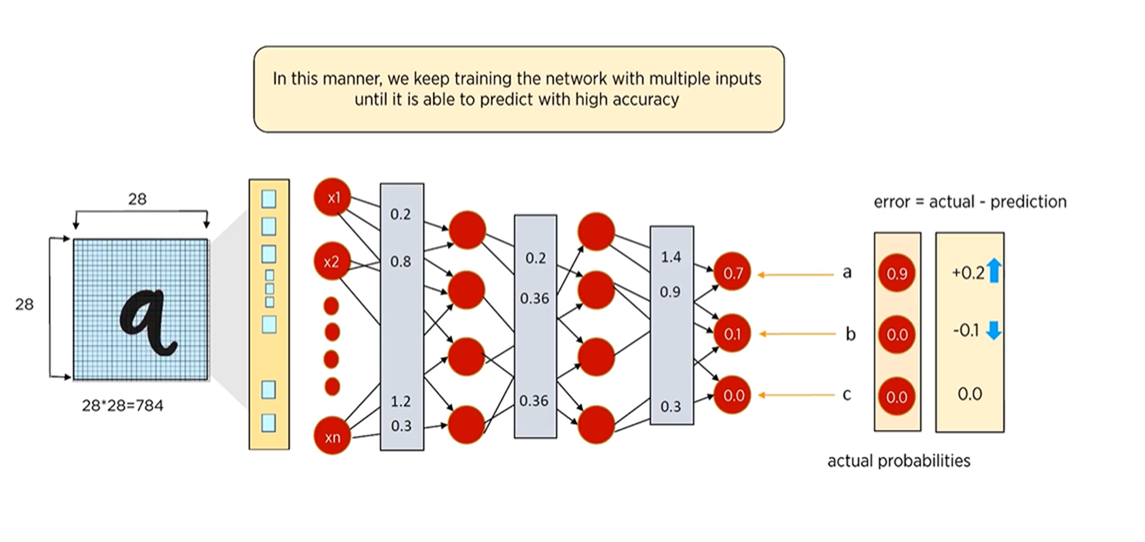 In this manner, we keep training the network with multiple inputs
until it is able to predict with high accuracy
28
28
a
28*28=784
x1
x2
xn
0.2
0.8
1.2
0.3
0.2
0.36
0.36
1.4
0.9
0.3
0.7
0.1
0.0
a
b
c
error = actual - prediction
0.9
0.0
0.0
+0.2
-0.1
0.0
actual probabilities